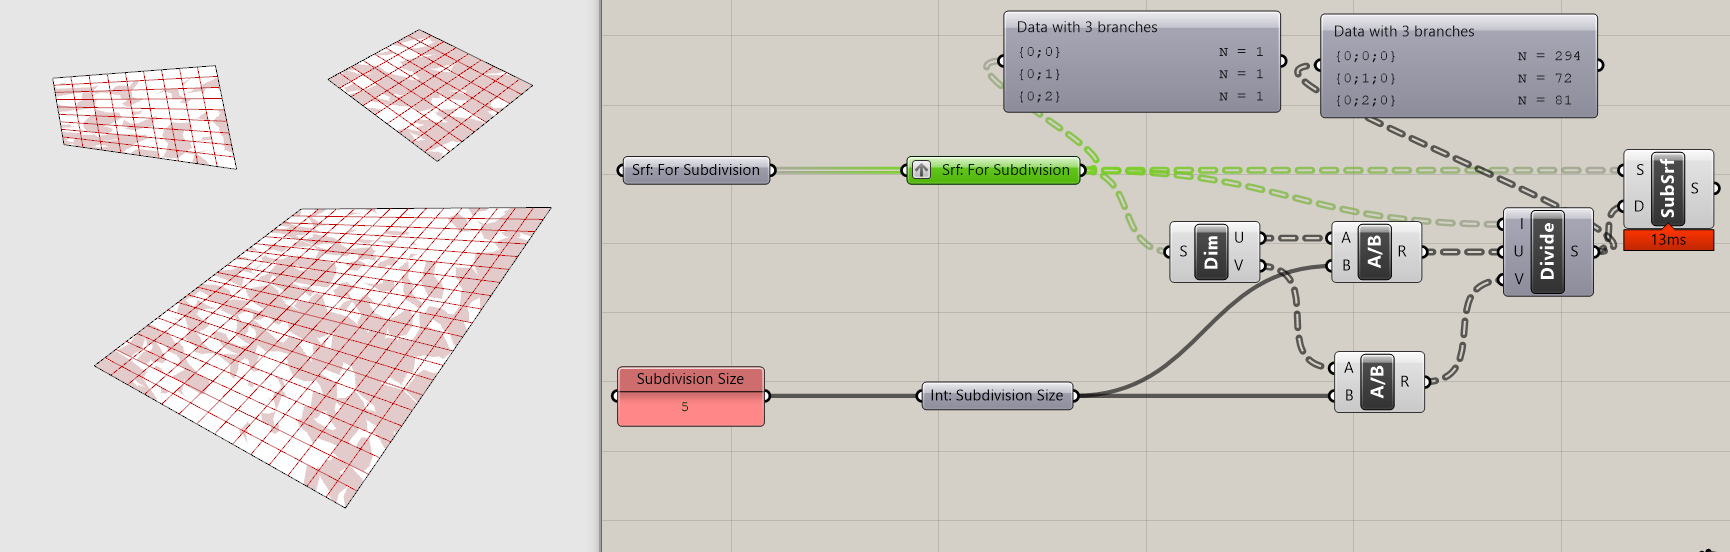 Data with 3 branches
{0;0} N = 1
{0;1} N = 1
{0;2} N = 1
Data with 3 branches
{0;0;0} N = 294
{0;1;0} N = 72
{0;2;0} N = 81
Srf: For Subdivision
Srf: For Subdivision
S
D
SubSrf
S
13ms
S
Dim
U
V
A
B
A/B
R
I
U
V
Divide
S
Subdivision Size
5
Int: Subdivision Size
A
B
A/B
R